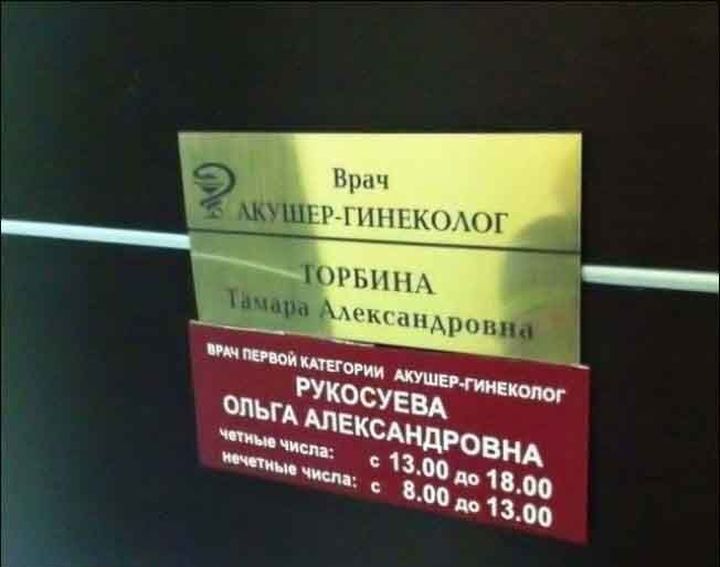 Врач
АКУШЕР-ГИНЕКОЛОГ
ТОРБИНА
Тамара Александровна
ВРАЧ ПЕРВОЙ КАТЕГОРИИ АКУШЕР-ГИНЕКОЛОГ
РУКОСУЕВА
ОЛЬГА АЛЕКСАНДРОВНА
четные числа: с 13.00 до 18.00
нечетные числа: с 8.00 до 13.00